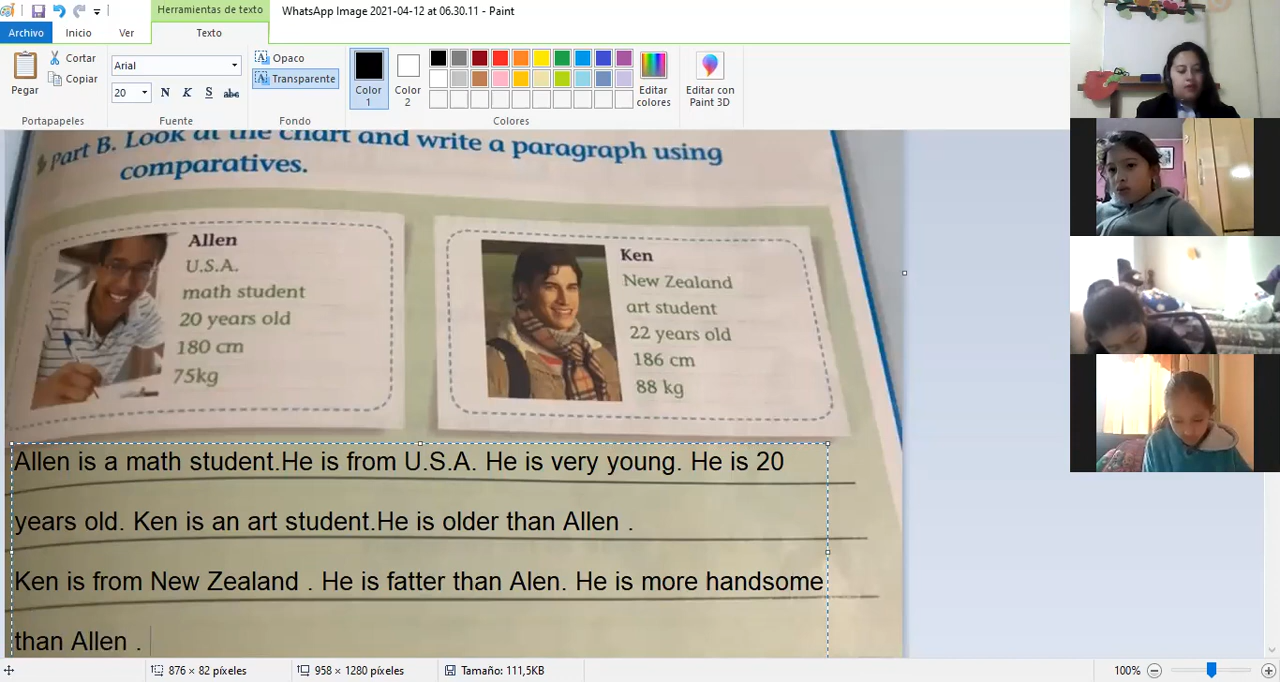 Herramientas de texto
WhatsApp Image 2021-04-12 at 06.30.11 - Paint
Archivo
Inicio
Ver
Texto
Pegar
Cortar
Copiar
Portapapeles
Arial
20
N K S abc
Fuente
Opaco
Transparente
Fondo
Color 1
Color 2
Editar colores
Colores
Editar con Paint 3D
Part B. Look at the chart and write a paragraph using
comparatives.
Allen
U.S.A.
math student
20 years old
180 cm
75kg
Ken
New Zealand
art student
22 years old
186 cm
88 kg
Allen is a math student.He is from U.S.A. He is very young. He is 20
years old. Ken is an art student.He is older than Allen .
Ken is from New Zealand . He is fatter than Alen. He is more handsome
than Allen .
876 × 82 píxeles
958 × 1280 píxeles
Tamaño: 111,5KB
100%